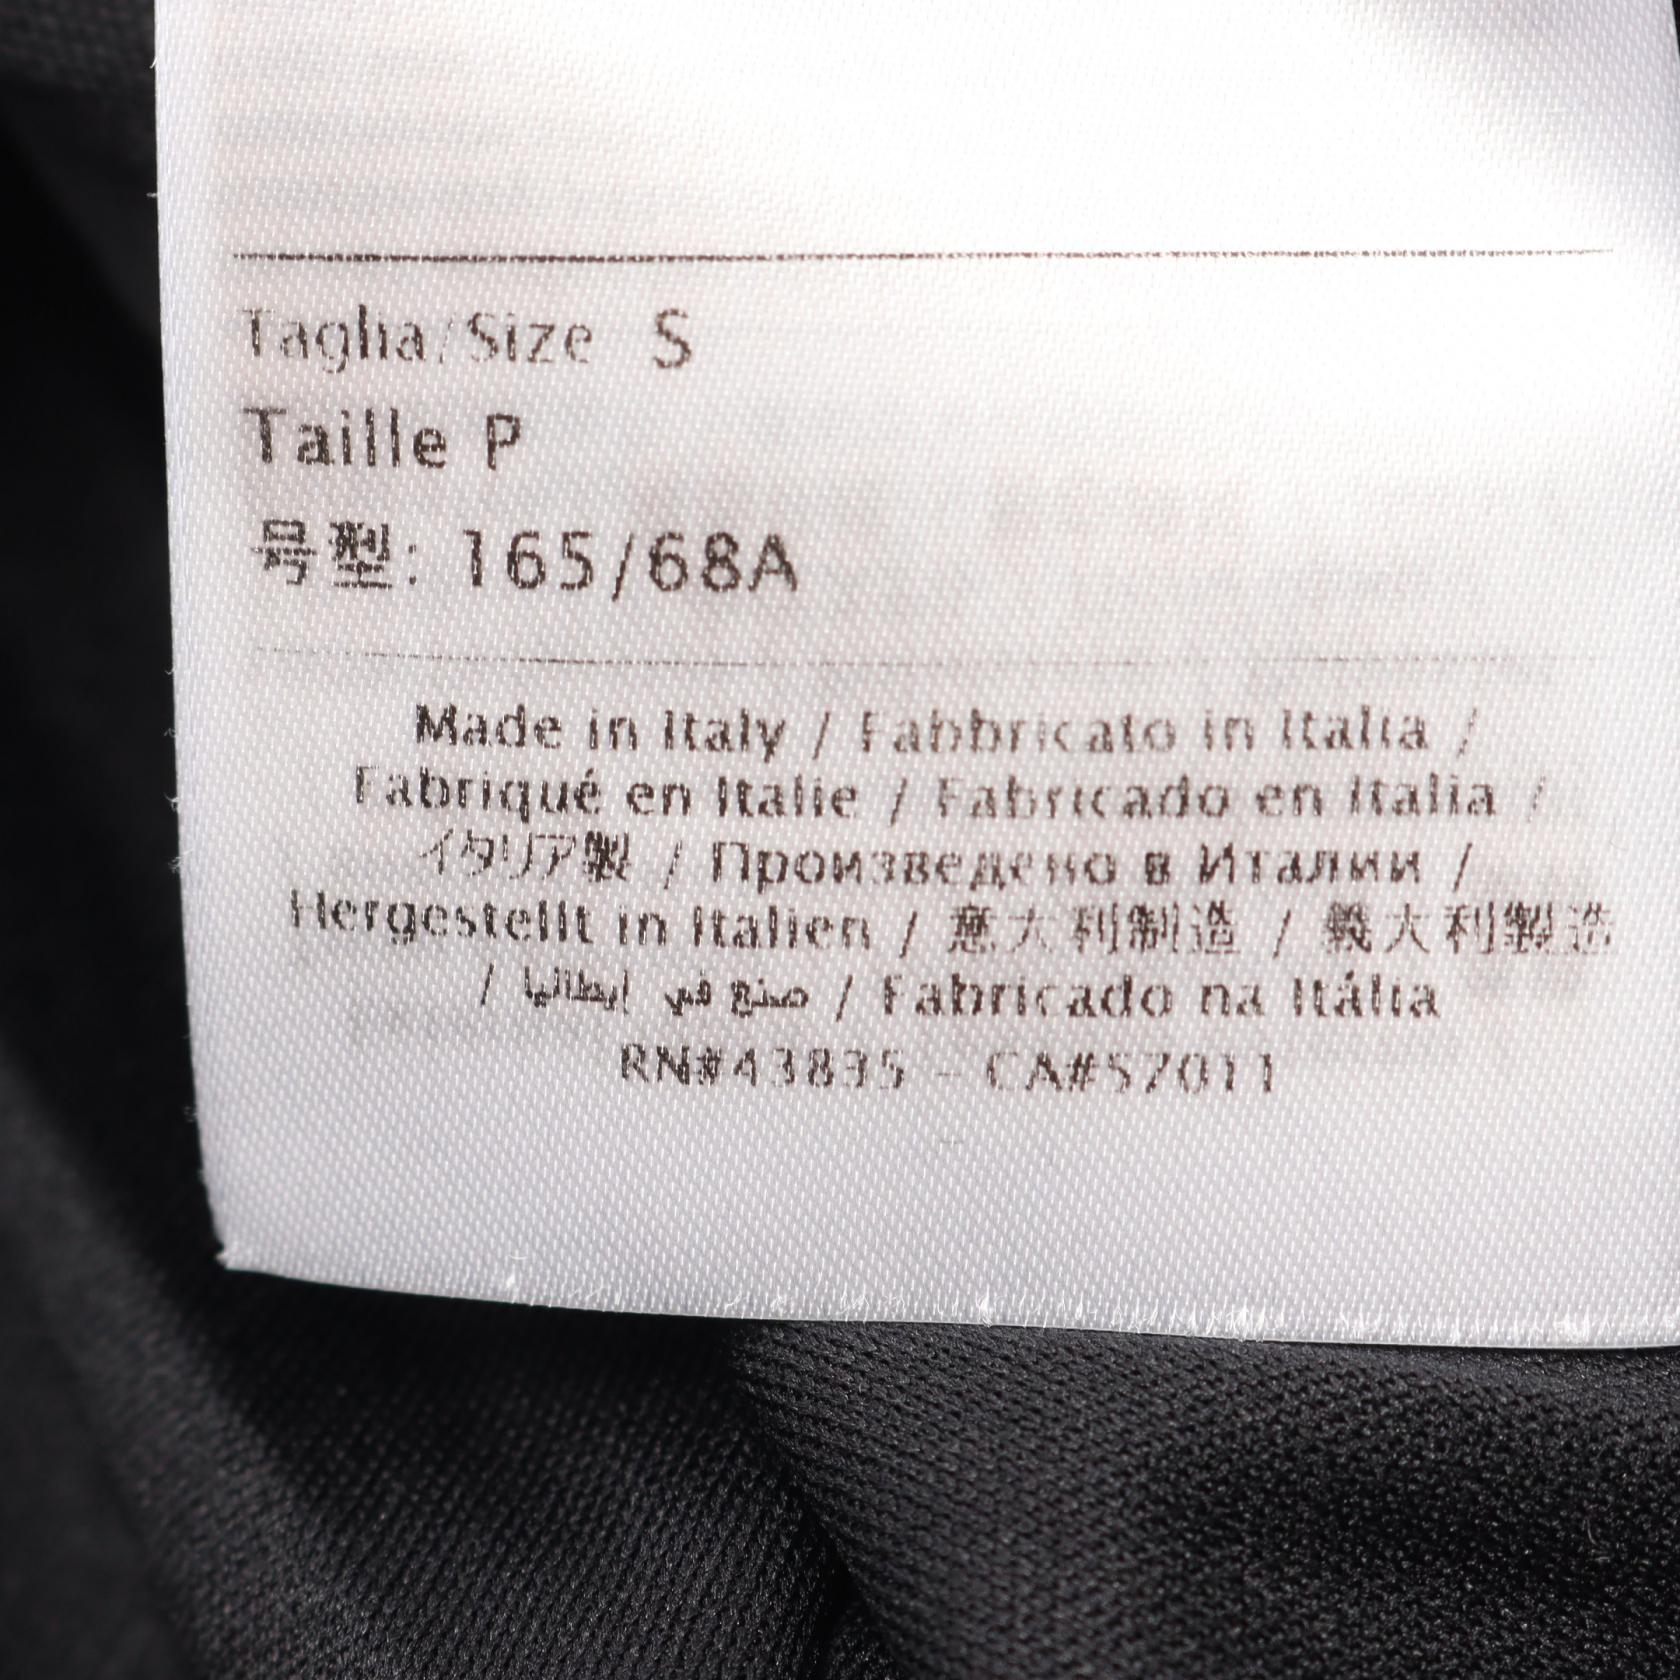 Taglia/Size S
Taille P
号型: 165/68A
Made in Italy / Fabbricato in Italia /
Fabriqué en Italie / Fabricado en Italia /
イタリア製 / Произведено в Италии /
Hergestellt in Italien / 意大利制造 / 義大利製造
/ صنع في إيطاليا / Fabricado na Itália
RN#43835 - CA#57011